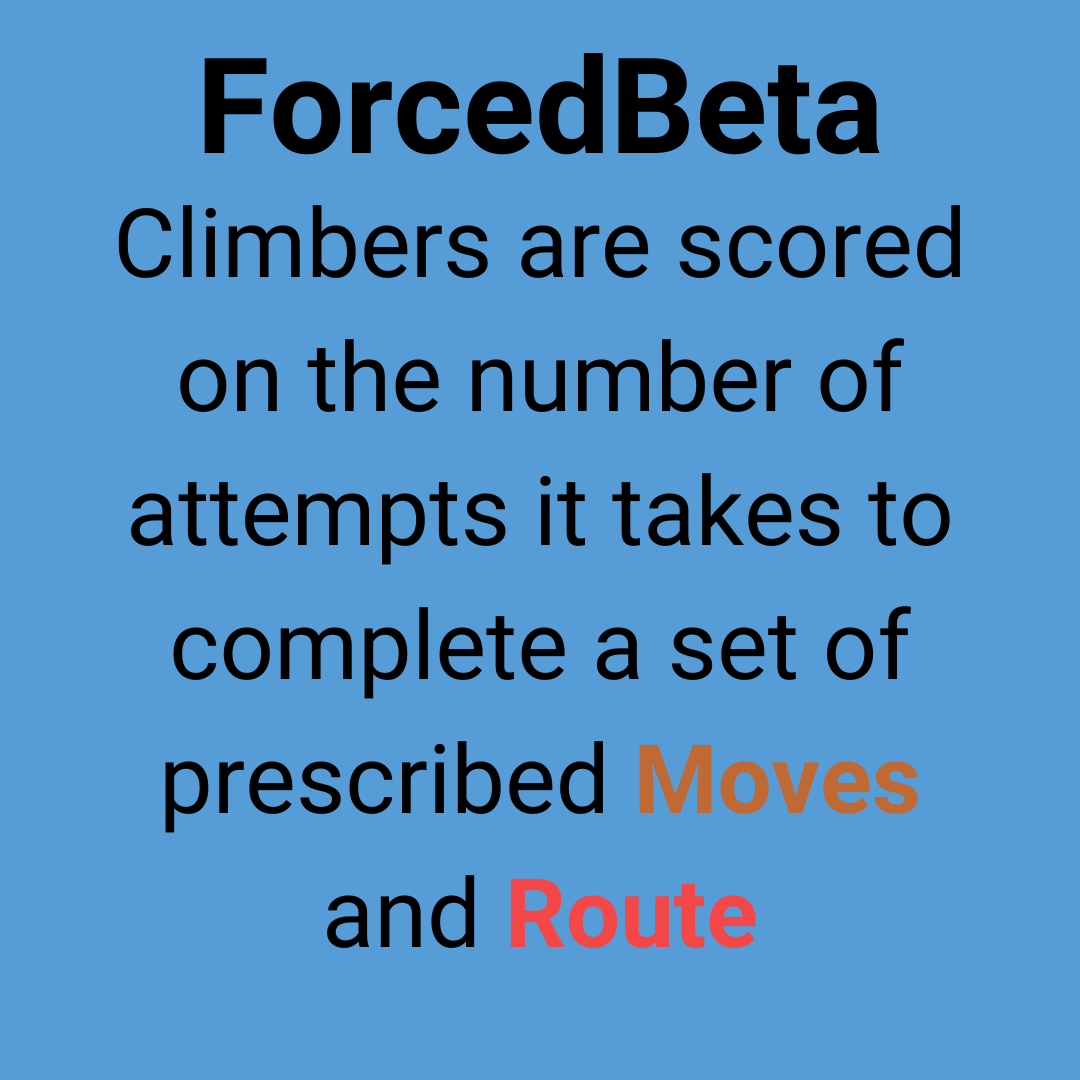 ForcedBeta
Climbers are scored
on the number of
attempts it takes to
complete a set of
prescribed Moves
and Route